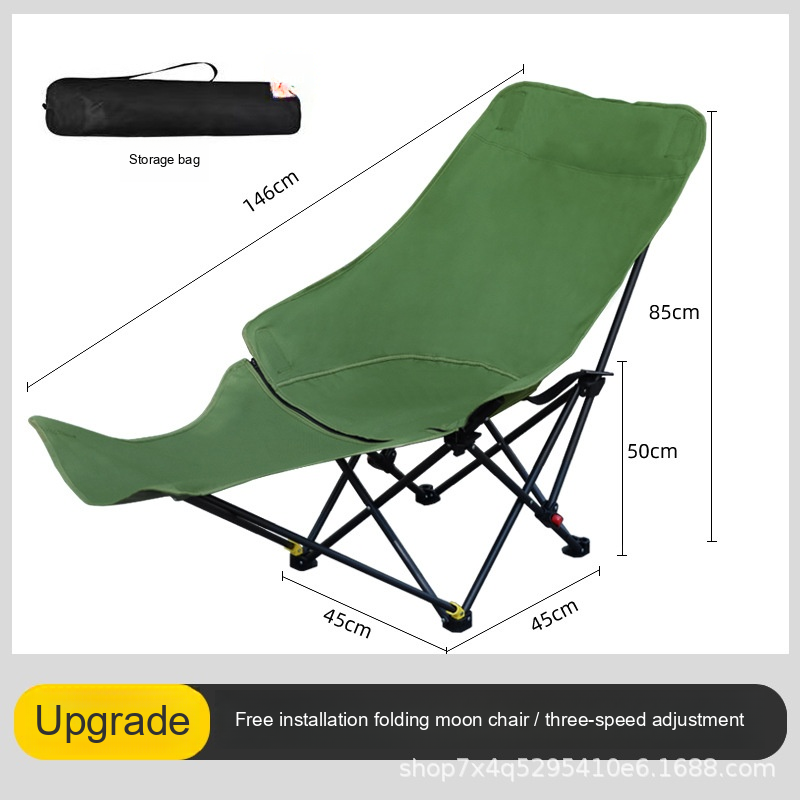 Storage bag
146cm
85cm
50cm
45cm
45cm
Upgrade
Free installation folding moon chair / three-speed adjustment
shop7x4q5295410e6.1688.com